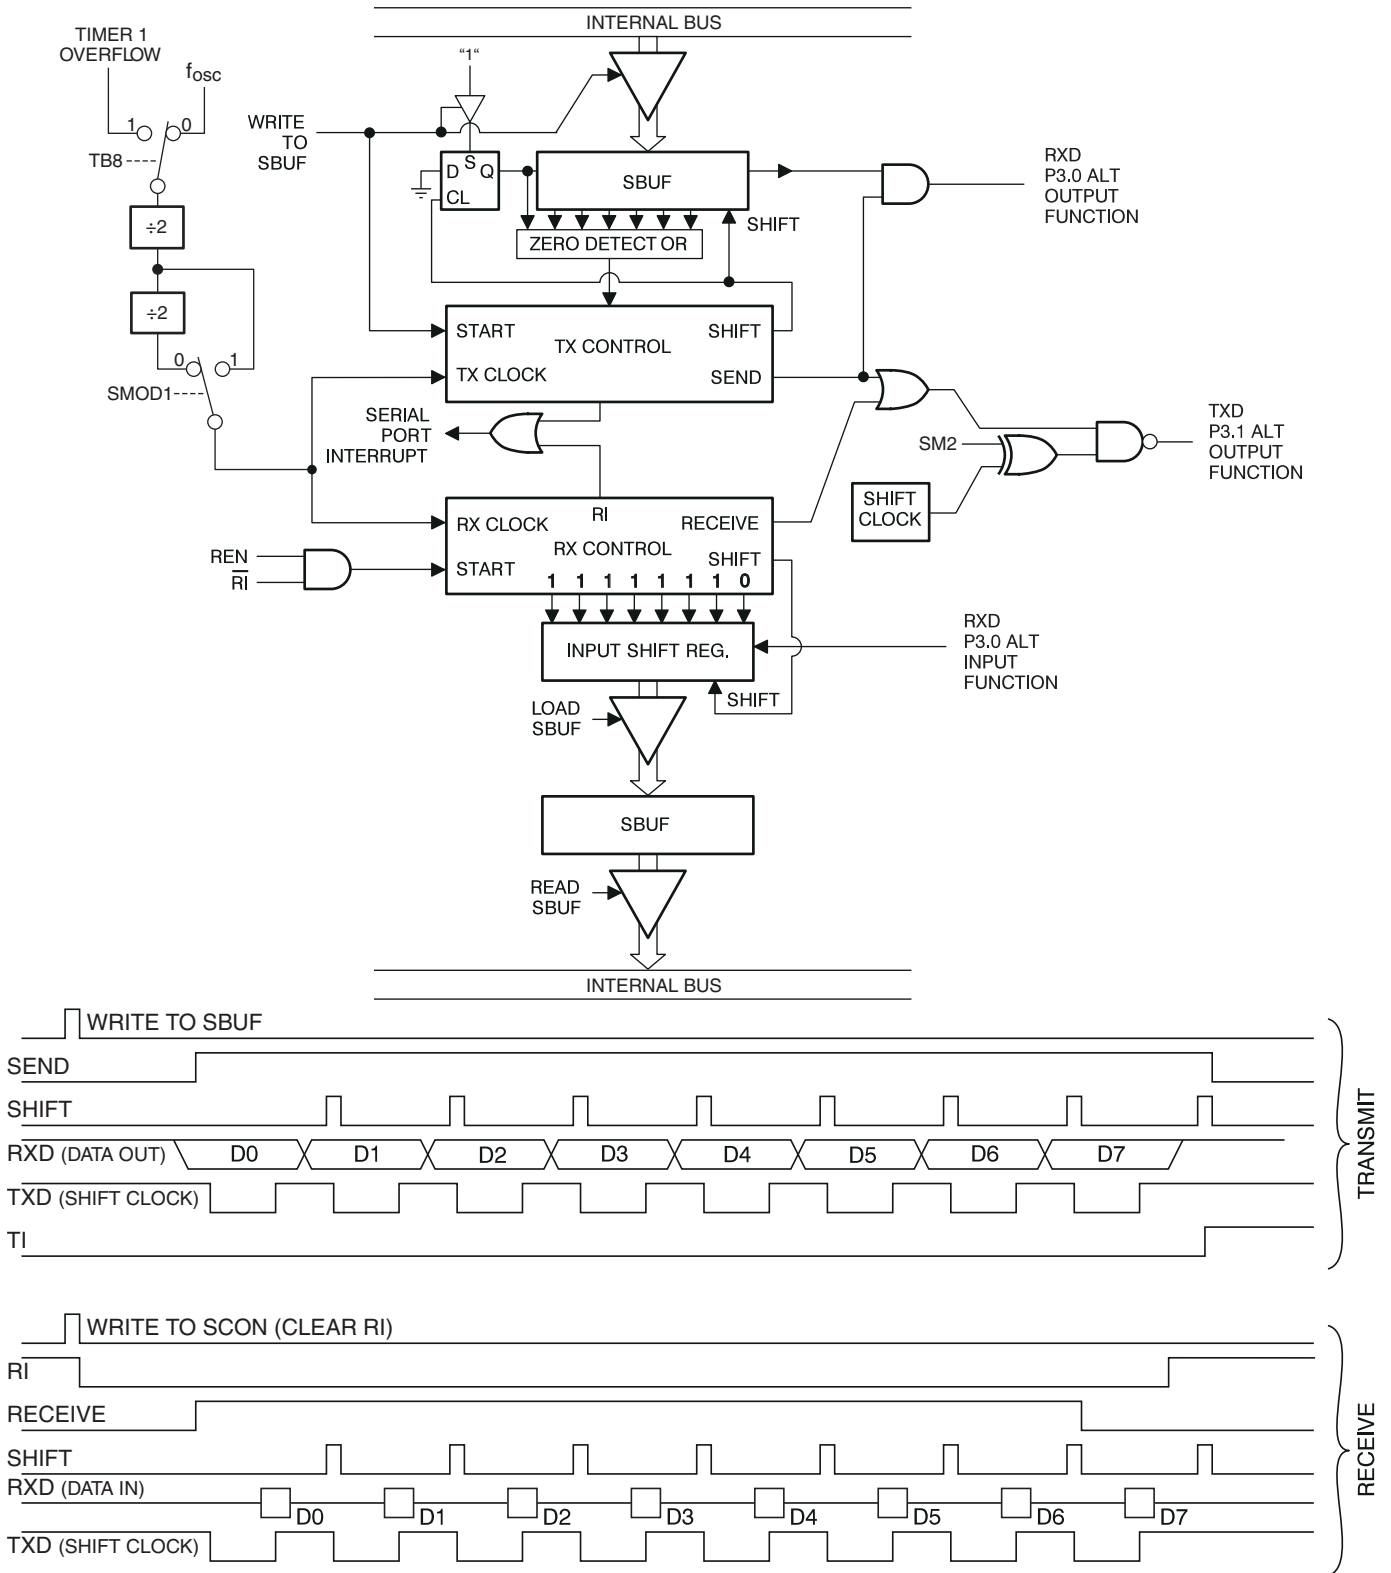 INTERNAL BUS
TIMER 1
OVERFLOW
fosc
"1"
1
0
TB8
WRITE
TO
SBUF
D
S
Q
CL
SBUF
SHIFT
RXD
P3.0 ALT
OUTPUT
FUNCTION
÷2
ZERO DETECT OR
÷2
START
SHIFT
TX CONTROL
TX CLOCK
SEND
0
1
SMOD1
SERIAL
PORT
INTERRUPT
SM2
TXD
P3.1 ALT
OUTPUT
FUNCTION
SHIFT
CLOCK
RX CLOCK
RI
RECEIVE
RX CONTROL
SHIFT
START
REN
RI
1 1 1 1 1 1 1 0
INPUT SHIFT REG.
RXD
P3.0 ALT
INPUT
FUNCTION
SHIFT
LOAD
SBUF
SBUF
READ
SBUF
INTERNAL BUS
WRITE TO SBUF
SEND
SHIFT
RXD (DATA OUT)
D0 D1 D2 D3 D4 D5 D6 D7
TXD (SHIFT CLOCK)
TI
TRANSMIT
WRITE TO SCON (CLEAR RI)
RI
RECEIVE
SHIFT
RXD (DATA IN)
D0 D1 D2 D3 D4 D5 D6 D7
TXD (SHIFT CLOCK)
RECEIVE